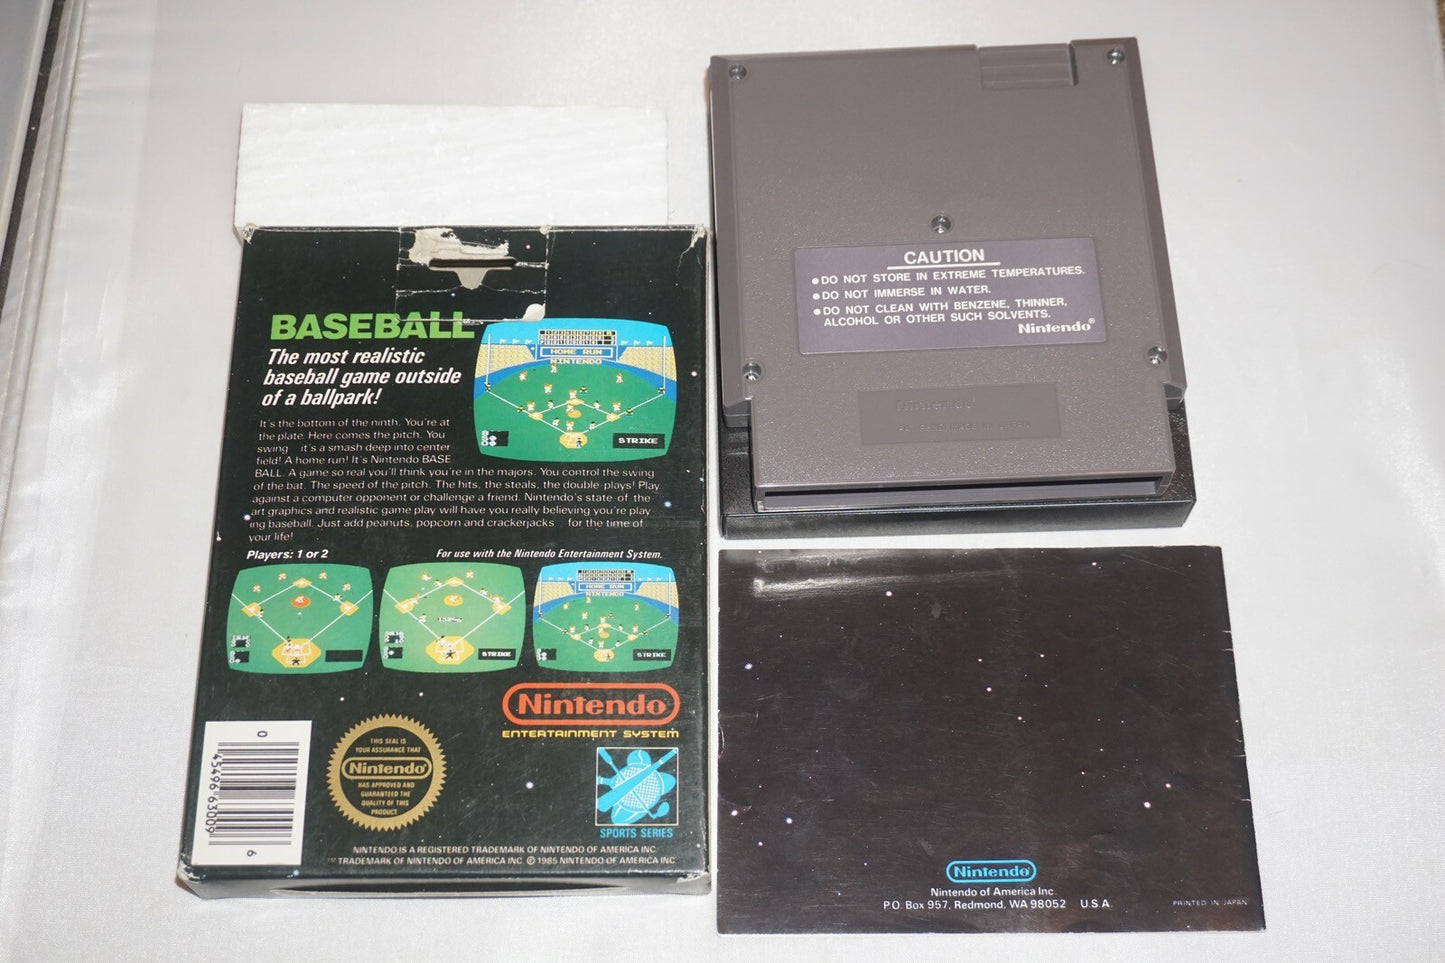 BASEBALL
The most realistic
baseball game outside
of a ballpark!
It's the bottom of the ninth. You're at
the plate. Here comes the pitch. You
swing it's a smash deep into center
field! A home run! It's Nintendo BASE
BALL. A game so real you'll think you're in the majors. You control the swing
of the bat. The speed of the pitch. The hits, the steals, the double plays! Play
against a computer opponent or challenge a friend. Nintendo's state of the
art graphics and realistic game play will have you really believing you're play
ing baseball. Just add peanuts, popcorn and crackerjacks for the time of
your life!
HOME RUN
NINTENDO
STRIKE
Players: 1 or 2
For use with the Nintendo Entertainment System.
STRIKE
HOME RUN
NINTENDO
STRIKE
Nintendo
ENTERTAINMENT SYSTEM
SPORTS SERIES
THIS SEAL IS
YOUR ASSURANCE THAT
Nintendo
HAS APPROVED AND
GUARANTEED THE
QUALITY OF THIS
PRODUCT.
0 45496 63009 6
NINTENDO IS A REGISTERED TRADEMARK OF NINTENDO OF AMERICA INC.
™ TRADEMARK OF NINTENDO OF AMERICA INC. © 1985 NINTENDO OF AMERICA INC.
CAUTION
• DO NOT STORE IN EXTREME TEMPERATURES.
• DO NOT IMMERSE IN WATER.
• DO NOT CLEAN WITH BENZENE, THINNER,
ALCOHOL OR OTHER SUCH SOLVENTS.
Nintendo®
Nintendo
Nintendo®
Nintendo of America Inc.
P.O. Box 957, Redmond, WA 98052 U.S.A.
PRINTED IN JAPAN